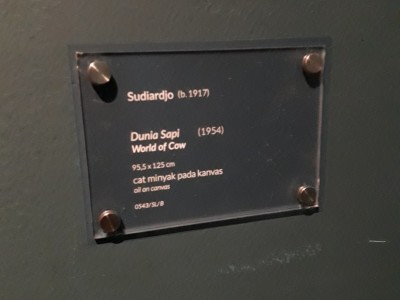 Sudiardjo (b. 1917)
Dunia Sapi (1954)
World of Cow
95,5 x 125 cm
cat minyak pada kanvas
oil on canvas
0543/SL/B